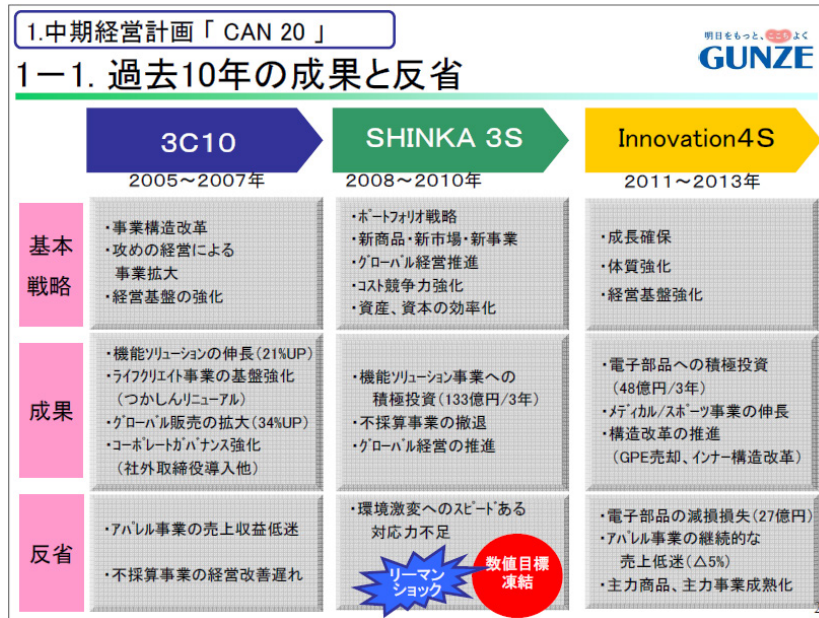 1.中期経営計画「 CAN 20 」
明日をもっと、ここちよく
GUNZE
1－1. 過去10年の成果と反省
3C10
SHINKA 3S
Innovation4S
2005～2007年
2008～2010年
2011～2013年
基本
戦略
・事業構造改革
・攻めの経営による
事業拡大
・経営基盤の強化
・ポートフォリオ戦略
・新商品・新市場・新事業
・グローバル経営推進
・コスト競争力強化
・資産、資本の効率化
・成長確保
・体質強化
・経営基盤強化
成果
・機能ソリューションの伸長(21%UP)
・ライフクリエイト事業の基盤強化
(つかしんリニューアル)
・グローバル販売の拡大(34%UP)
・コーポレートガバナンス強化
(社外取締役導入他)
・機能ソリューション事業への
積極投資(133億円/3年)
・不採算事業の撤退
・グローバル経営の推進
・電子部品への積極投資
(48億円/3年)
・メディカル/スポーツ事業の伸長
・構造改革の推進
(GPE売却、インナー構造改革)
反省
・アパレル事業の売上収益低迷
・不採算事業の経営改善遅れ
・環境激変へのスピードある
対応力不足
リーマン
ショック
数値目標
凍結
・電子部品の減損損失(27億円)
・アパレル事業の継続的な
売上低迷(△5%)
・主力商品、主力事業成熟化
2